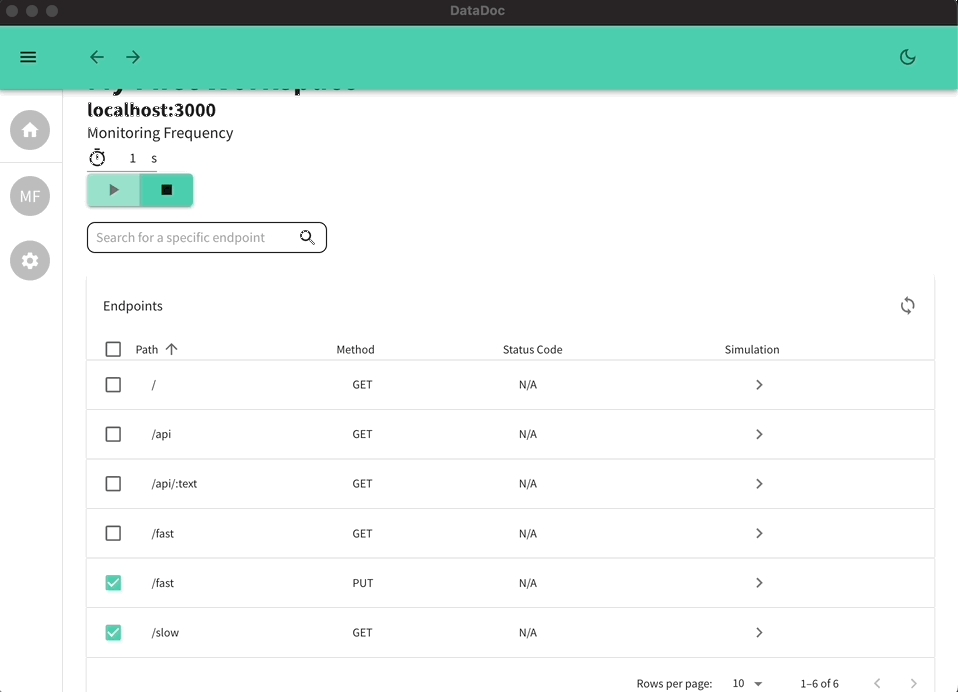 DataDoc
localhost:3000
Monitoring Frequency
1 s
MF
Search for a specific endpoint
Endpoints
Path Method Status Code Simulation
/ GET N/A
/api GET N/A
/api/:text GET N/A
/fast GET N/A
/fast PUT N/A
/slow GET N/A
Rows per page: 10 1–6 of 6